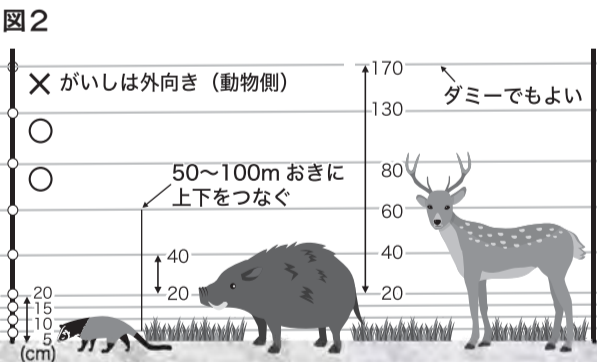 図2
× がいしは外向き（動物側）
○
○
170
ダミーでもよい
130
50〜100m おきに
上下をつなぐ
80
60
40
40
20
20
20
15
10
5
(cm)